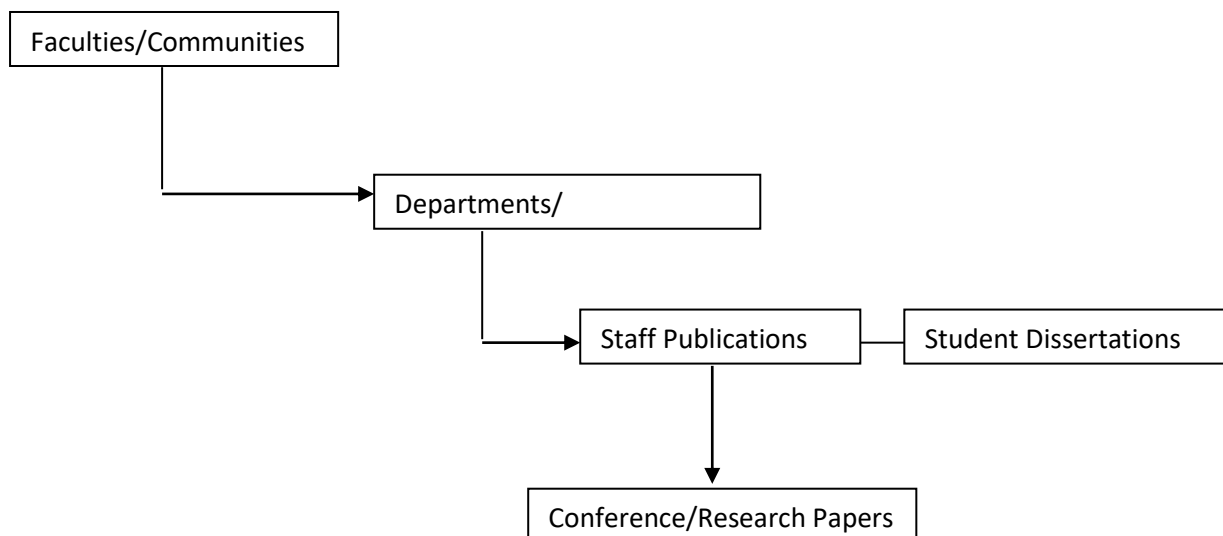 Faculties/Communities
Departments/
Staff Publications
Student Dissertations
Conference/Research Papers